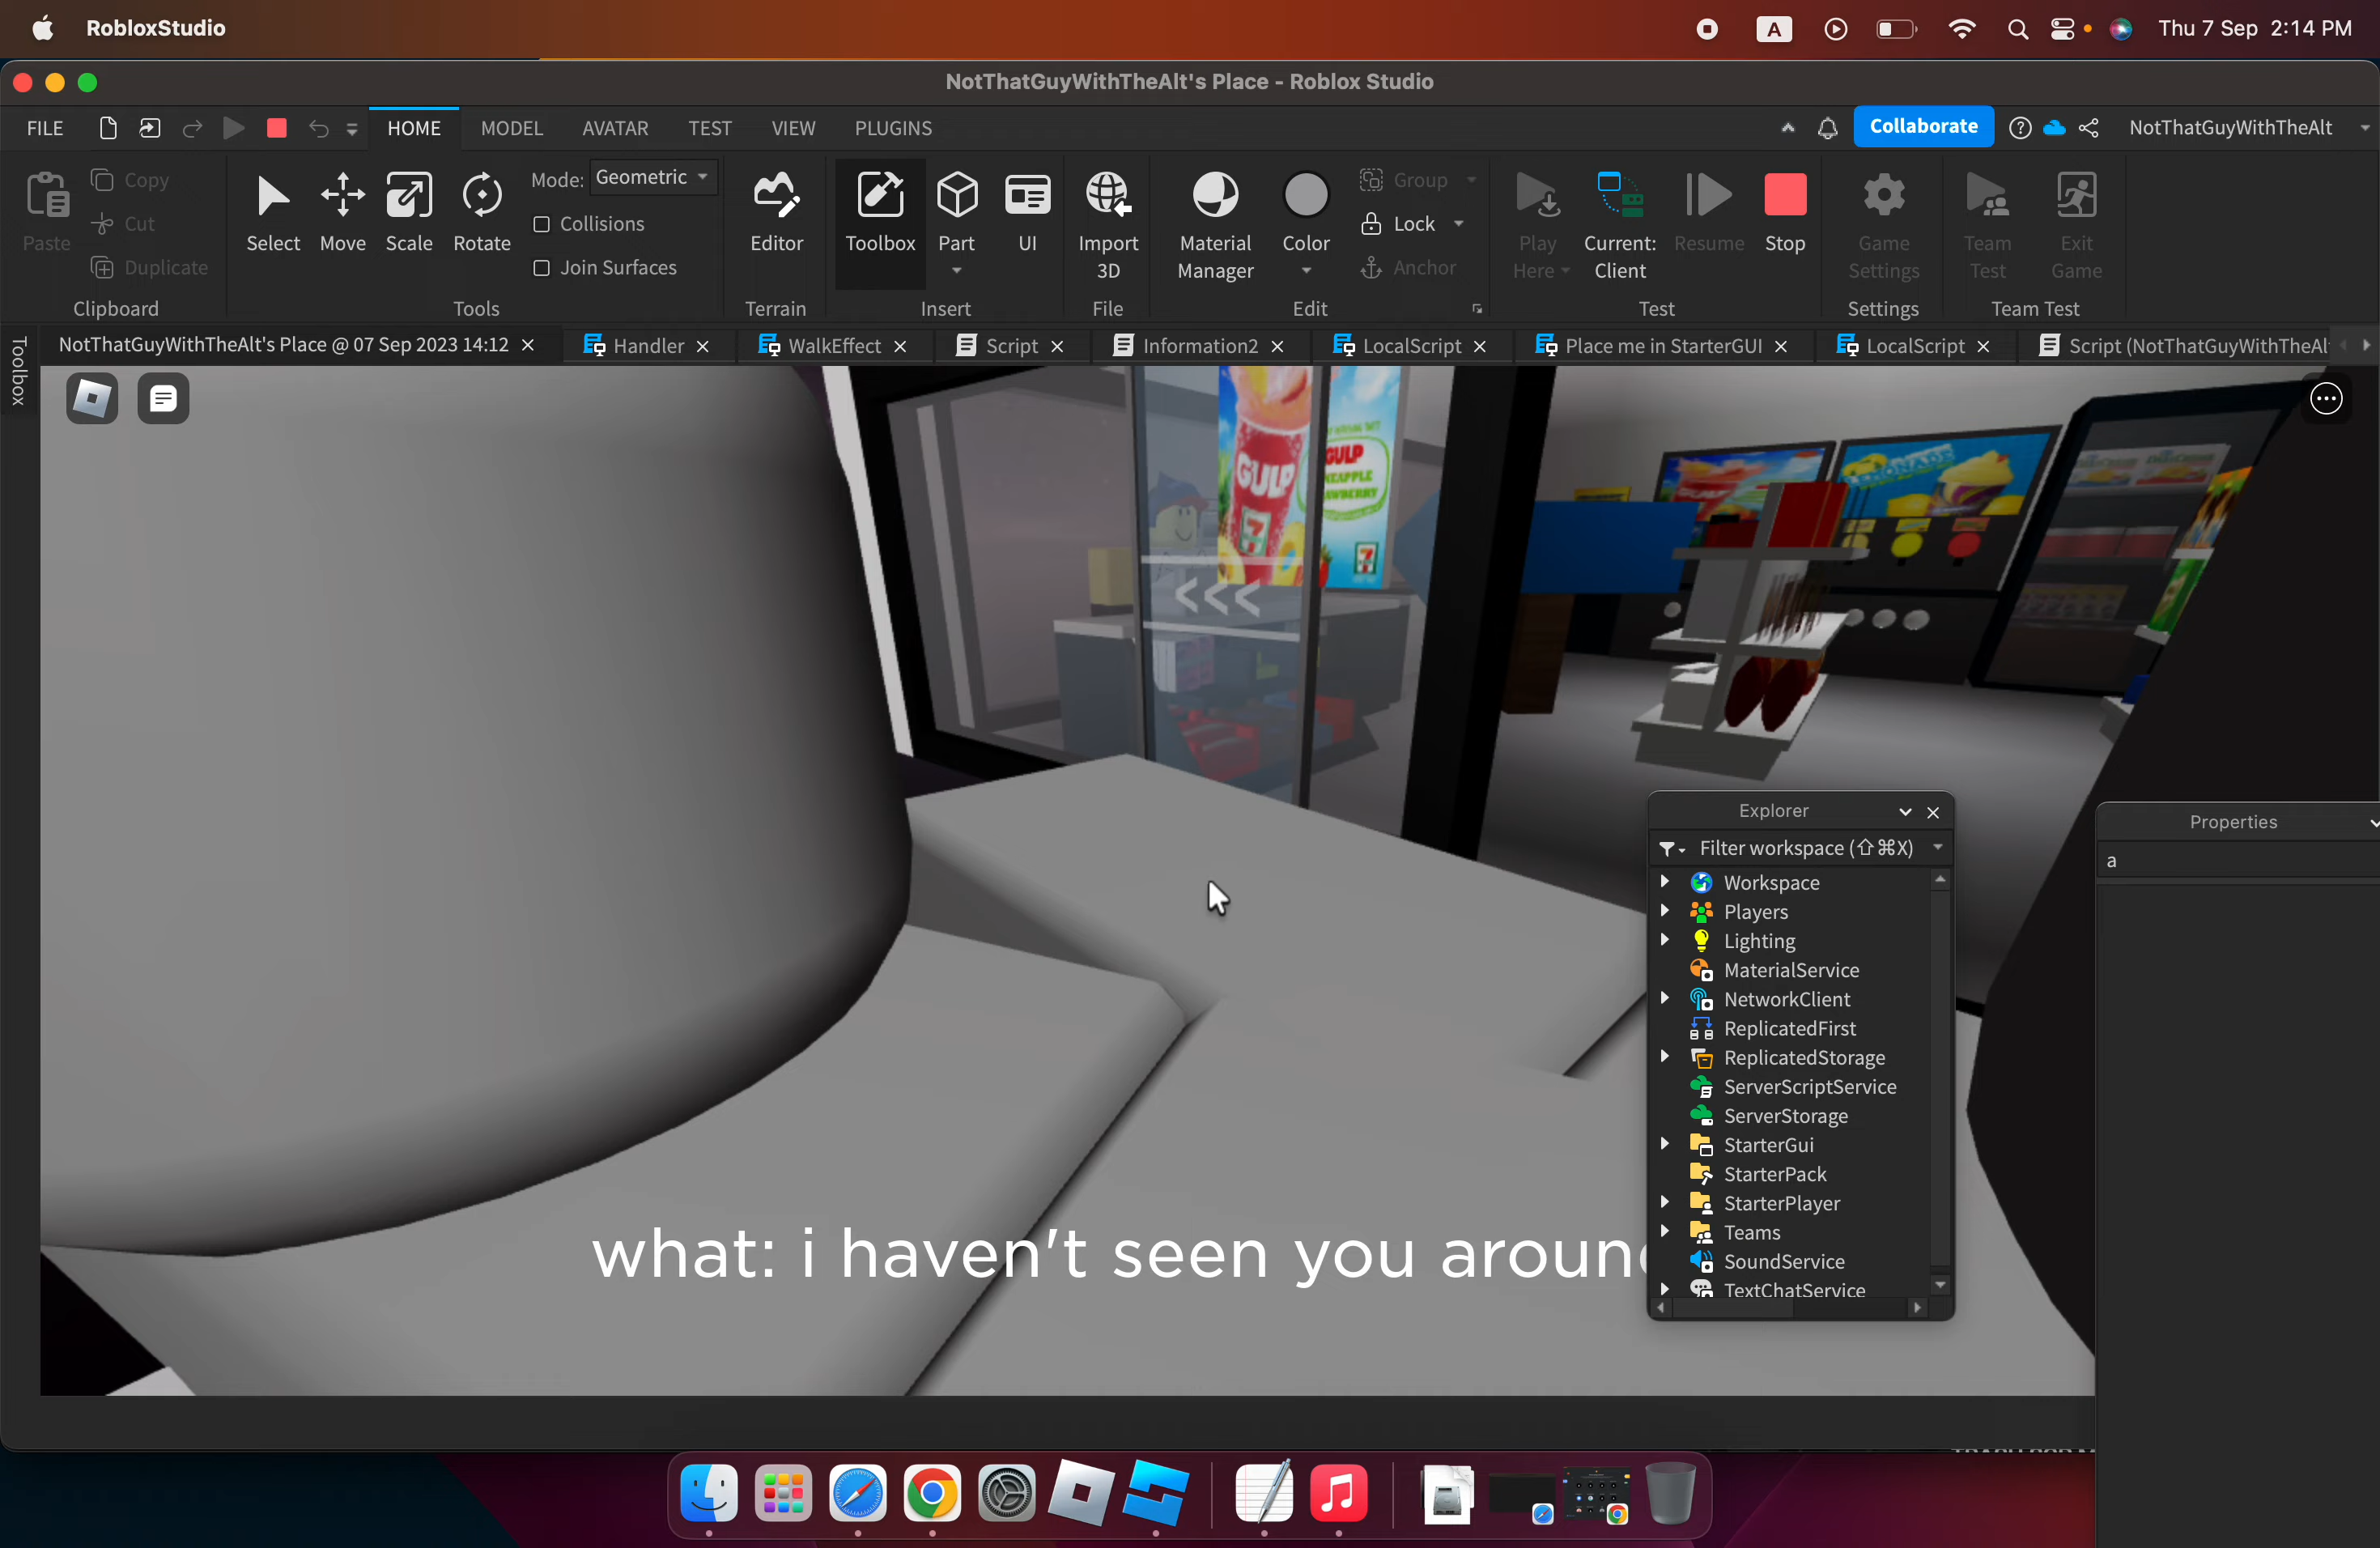 RobloxStudio
A
Thu 7 Sep 2:14 PM
NotThatGuyWithTheAlt's Place - Roblox Studio
FILE
HOME
MODEL
AVATAR
TEST
VIEW
PLUGINS
Collaborate
NotThatGuyWithTheAlt
Paste
Copy
Cut
Duplicate
Clipboard
Select
Move
Scale
Rotate
Mode: Geometric
Collisions
Join Surfaces
Tools
Editor
Terrain
Toolbox
Part
UI
Insert
Import
3D
File
Material
Manager
Color
Group
Lock
Anchor
Edit
Play
Here
Current:
Client
Resume
Stop
Test
Game
Settings
Settings
Team
Test
Exit
Game
Team Test
Toolbox
NotThatGuyWithTheAlt's Place @ 07 Sep 2023 14:12
Handler
WalkEffect
Script
Information2
LocalScript
Place me in StarterGUI
LocalScript
Script (NotThatGuyWithTheAl
GULP
GULP
LEMONADE
<<<
what: i haven't seen you aroun
Explorer
Filter workspace (⇧⌘X)
Workspace
Players
Lighting
MaterialService
NetworkClient
ReplicatedFirst
ReplicatedStorage
ServerScriptService
ServerStorage
StarterGui
StarterPack
StarterPlayer
Teams
SoundService
TextChatService
Properties
a